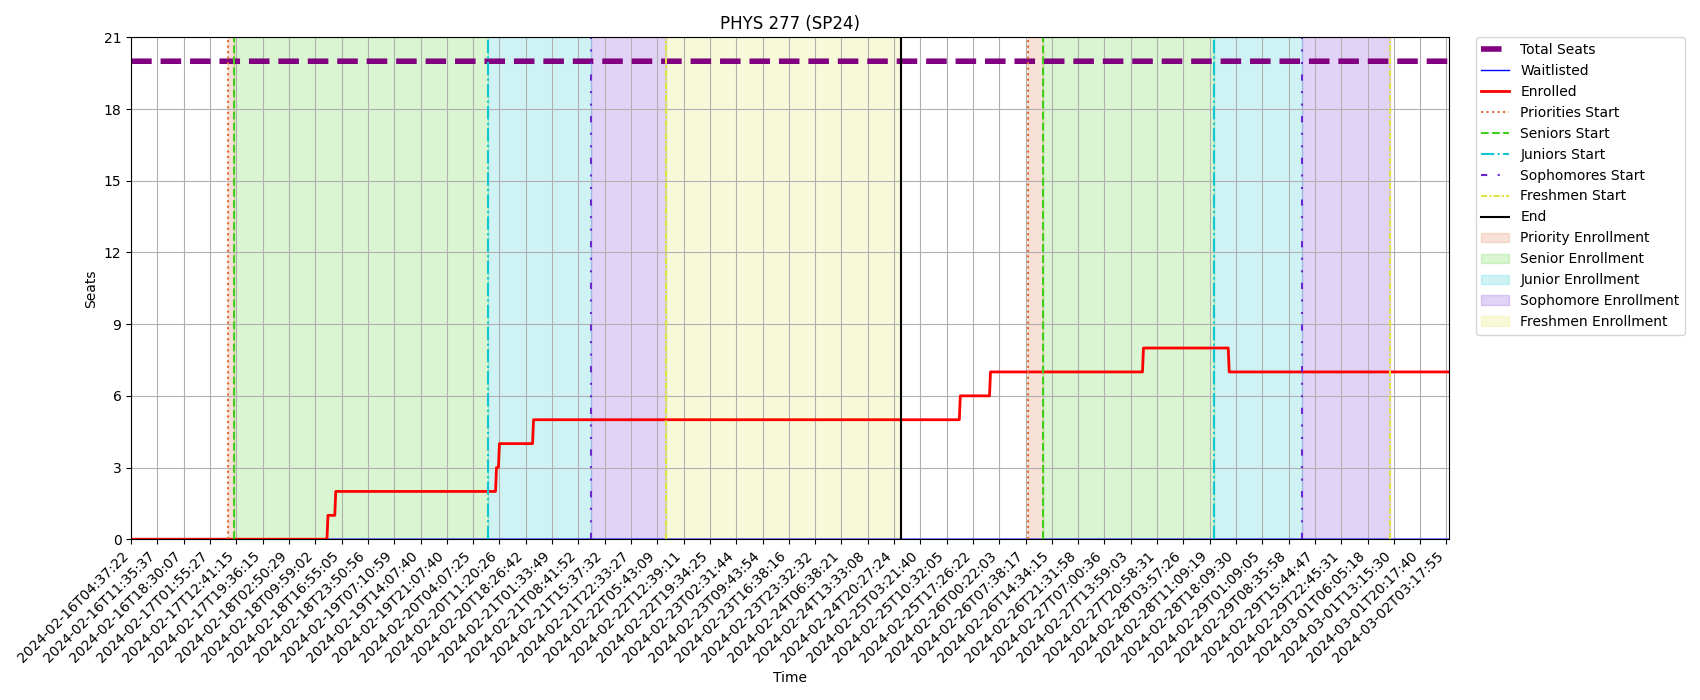 PHYS 277 (SP24)
Seats
21
18
15
12
9
6
3
0
2024-02-16T04:37:22
2024-02-16T11:35:37
2024-02-16T18:30:07
2024-02-17T01:55:27
2024-02-17T12:41:15
2024-02-17T19:36:15
2024-02-18T02:50:29
2024-02-18T09:59:02
2024-02-18T16:55:05
2024-02-18T23:50:56
2024-02-19T07:10:59
2024-02-19T14:07:40
2024-02-19T21:07:40
2024-02-20T04:07:25
2024-02-20T11:20:26
2024-02-20T18:26:42
2024-02-21T01:33:49
2024-02-21T08:41:52
2024-02-21T15:37:32
2024-02-21T22:33:27
2024-02-22T05:43:09
2024-02-22T12:39:11
2024-02-22T19:34:25
2024-02-23T02:31:44
2024-02-23T09:43:54
2024-02-23T16:38:16
2024-02-23T23:32:32
2024-02-24T06:38:21
2024-02-24T13:33:08
2024-02-24T20:27:24
2024-02-25T03:21:40
2024-02-25T10:32:05
2024-02-25T17:26:22
2024-02-26T00:22:03
2024-02-26T07:38:17
2024-02-26T14:34:15
2024-02-26T21:31:58
2024-02-27T07:00:36
2024-02-27T13:59:03
2024-02-27T20:58:31
2024-02-28T03:57:26
2024-02-28T11:09:19
2024-02-28T18:09:30
2024-02-29T01:09:05
2024-02-29T08:35:58
2024-02-29T15:44:47
2024-02-29T22:45:31
2024-03-01T06:05:18
2024-03-01T13:15:30
2024-03-01T20:17:40
2024-03-02T03:17:55
Time
Total Seats
Waitlisted
Enrolled
Priorities Start
Seniors Start
Juniors Start
Sophomores Start
Freshmen Start
End
Priority Enrollment
Senior Enrollment
Junior Enrollment
Sophomore Enrollment
Freshmen Enrollment